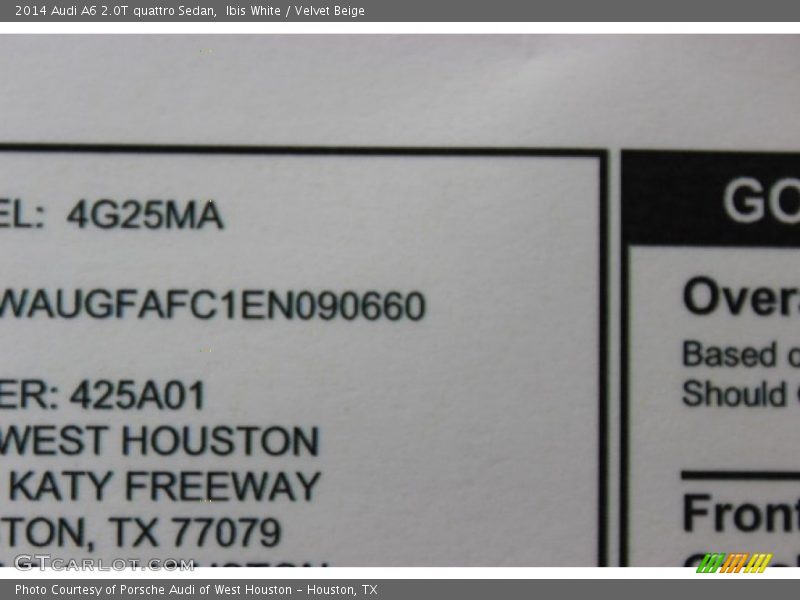 2014 Audi A6 2.0T quattro Sedan, Ibis White / Velvet Beige
EL: 4G25MA
WAUGFAFC1EN090660
ER: 425A01
WEST HOUSTON
KATY FREEWAY
TON, TX 77079
GO
Overa
Based o
Should
Front
GTcarlot.com
Photo Courtesy of Porsche Audi of West Houston - Houston, TX